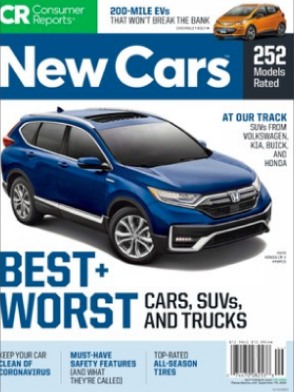 CR Consumer Reports
200-MILE EVs
THAT WON'T BREAK THE BANK
New Cars
252
Models
Rated
AT OUR TRACK
SUVs FROM
VOLKSWAGEN,
KIA, BUICK,
AND
HONDA
BEST+
WORST
CARS, SUVs,
AND TRUCKS
KEEP YOUR CAR
CLEAN OF
CORONAVIRUS
MUST-HAVE
SAFETY FEATURES
(AND WHAT
THEY'RE CALLED)
TOP-RATED
ALL-SEASON
TIRES